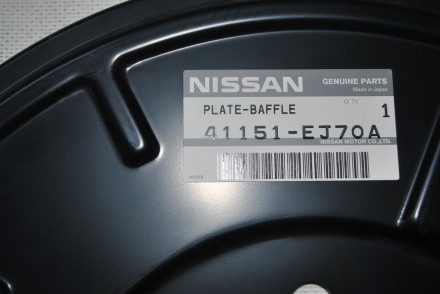 NISSAN GENUINE PARTS
Made in Japan
PLATE-BAFFLE Q'TY 1
41151-EJ70A
NISSAN MOTOR CO.,LTD